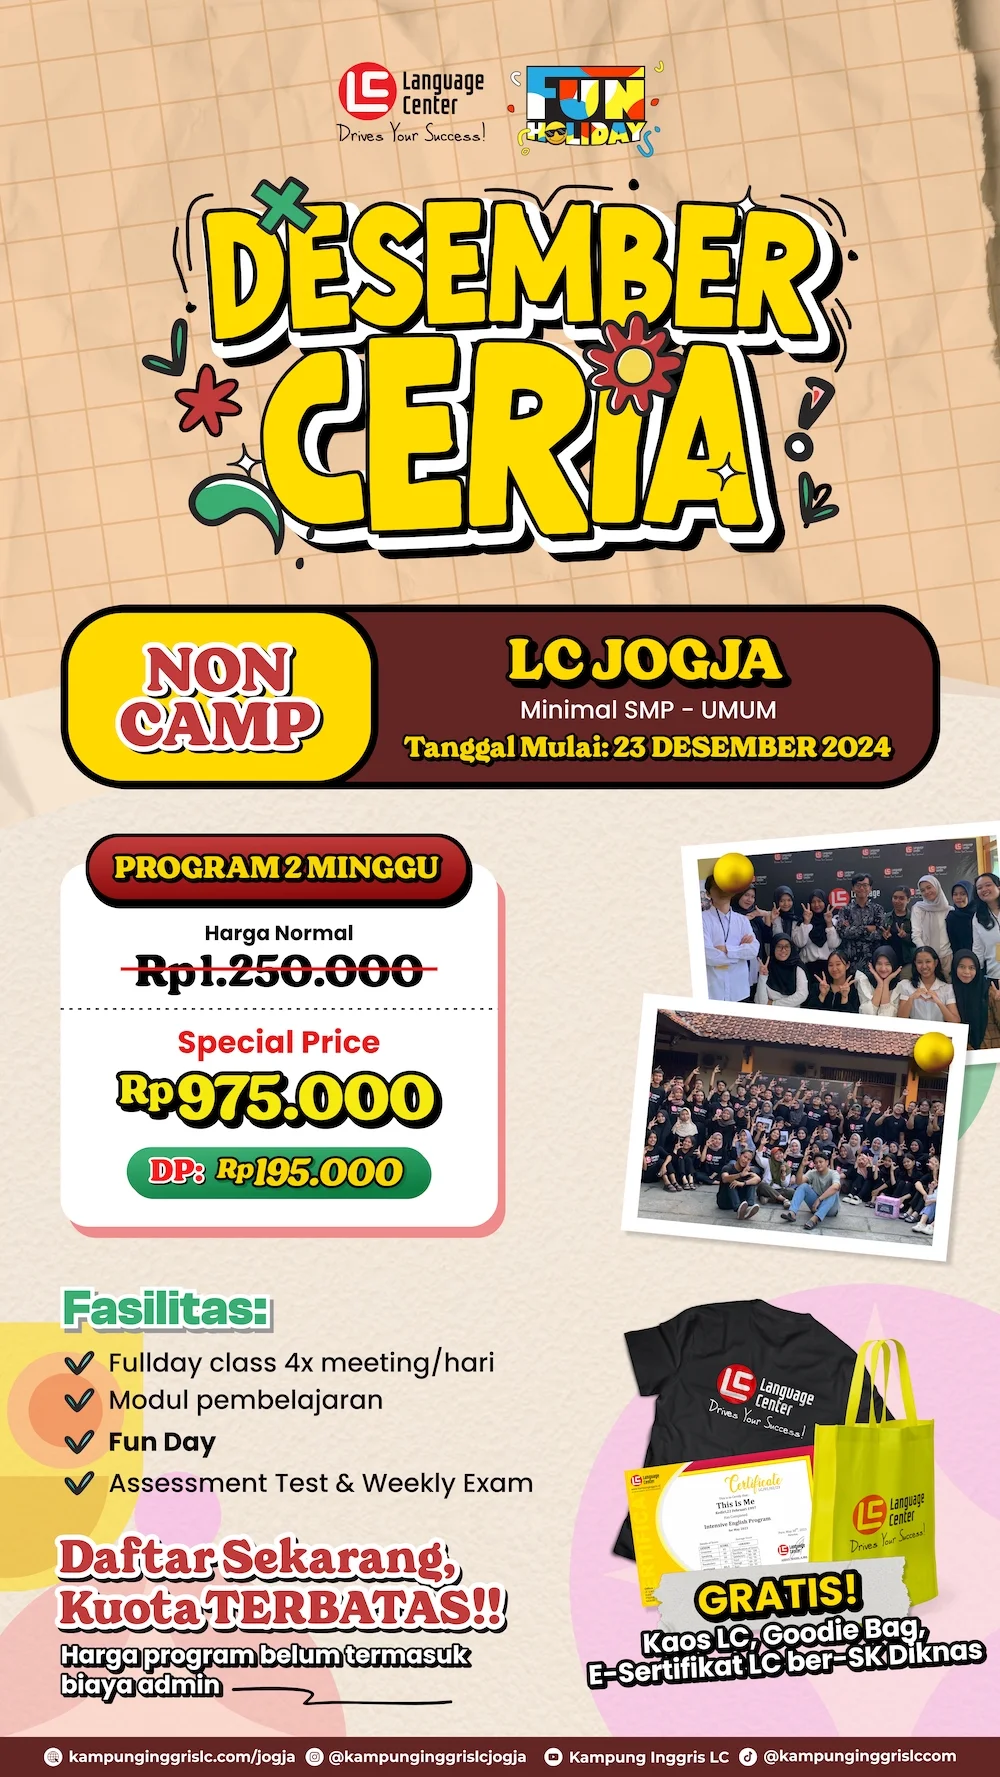 LC Language Center
Drives Your Success!
FUN HOLIDAY
DESEMBER
CERIA
NON CAMP
LC JOGJA
Minimal SMP - UMUM
Tanggal Mulai: 23 DESEMBER 2024
PROGRAM 2 MINGGU
Harga Normal
Rp1.250.000
Special Price
Rp975.000
DP: Rp195.000
Fasilitas:
Fullday class 4x meeting/hari
Modul pembelajaran
Fun Day
Assessment Test & Weekly Exam
LC Language Center
Drives Your Success!
Certificate
This Is Me
Intensive English Program
LC Language Center
Drives Your Success!
Daftar Sekarang,
Kuota TERBATAS!!
Harga program belum termasuk
biaya admin
GRATIS!
Kaos LC, Goodie Bag,
E-Sertifikat LC ber-SK Diknas
kampunginggrislc.com/jogja @kampunginggrislcjogja Kampung Inggris LC @kampunginggrislccom